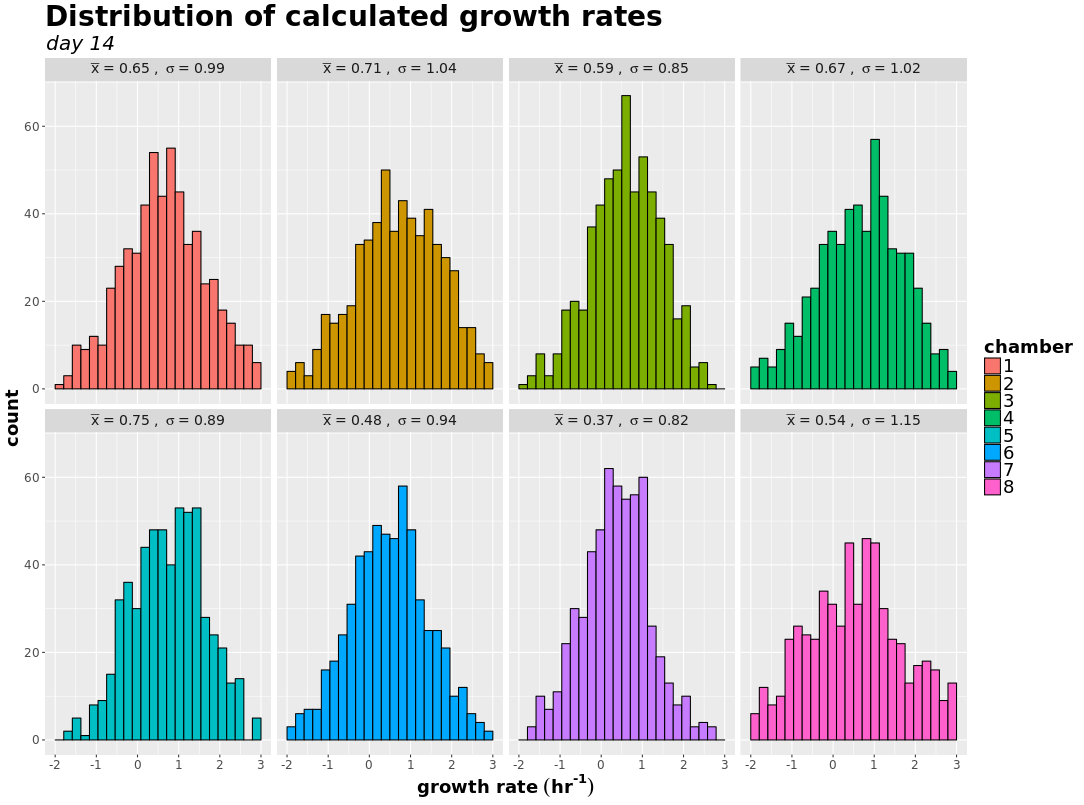 Distribution of calculated growth rates
day 14
x̅ = 0.65 , σ = 0.99
x̅ = 0.71 , σ = 1.04
x̅ = 0.59 , σ = 0.85
x̅ = 0.67 , σ = 1.02
60
40
20
0
x̅ = 0.75 , σ = 0.89
x̅ = 0.48 , σ = 0.94
x̅ = 0.37 , σ = 0.82
x̅ = 0.54 , σ = 1.15
60
40
20
0
-2 -1 0 1 2 3
-2 -1 0 1 2 3
-2 -1 0 1 2 3
-2 -1 0 1 2 3
count
growth rate (hr⁻¹)
chamber
1
2
3
4
5
6
7
8